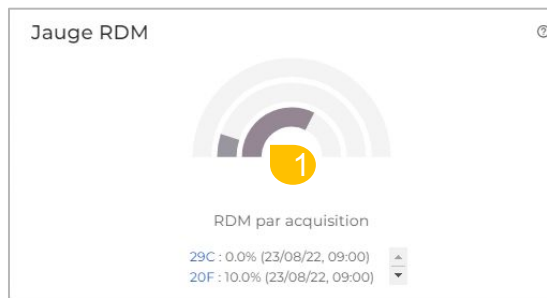 Jauge RDM
?
1
RDM par acquisition
29C : 0.0% (23/08/22, 09:00)
20F : 10.0% (23/08/22, 09:00)